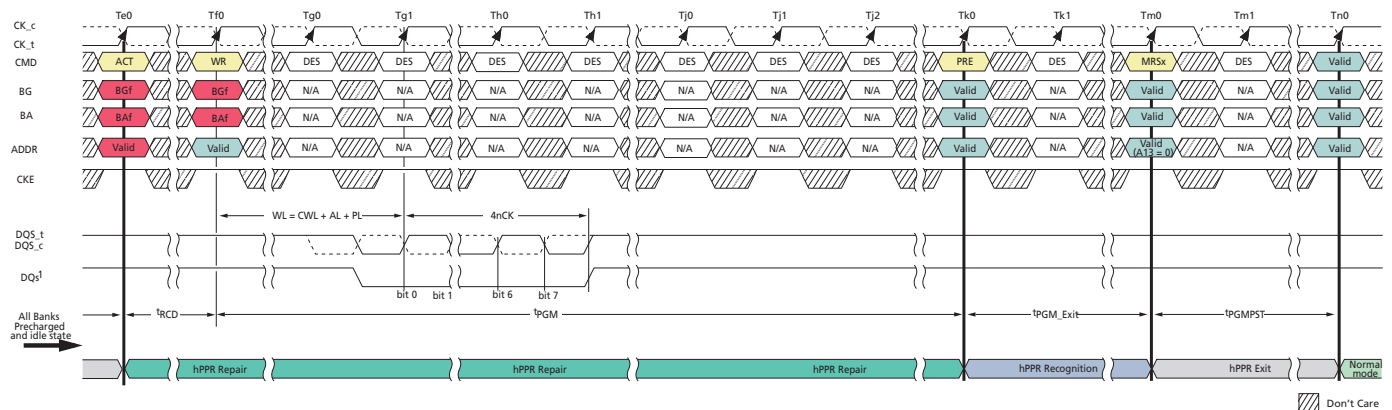 Te0 Tf0 Tg0 Tg1 Th0 Th1 Tj0 Tj1 Tj2 Tk0 Tk1 Tm0 Tm1 Tn0
CK_c
CK_t
CMD ACT WR DES DES DES DES DES DES DES PRE DES MRSx DES Valid
BG BGf BGf N/A N/A N/A N/A N/A N/A N/A Valid N/A Valid N/A Valid
BA BAf BAf N/A N/A N/A N/A N/A N/A N/A Valid N/A Valid N/A Valid
ADDR Valid Valid N/A N/A N/A N/A N/A N/A N/A Valid N/A Valid (A13 = 0) N/A Valid
CKE
WL = CWL + AL + PL 4nCK
DQS_t
DQS_c
DQs1
bit 0 bit 1 bit 6 bit 7
All Banks
Precharged
and idle state
tRCD tPGM tPGM_Exit tPGMPST
hPPR Repair hPPR Repair hPPR Repair hPPR Recognition hPPR Exit Normal
mode
Don't Care